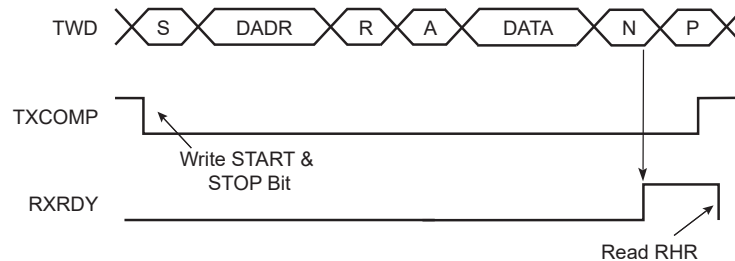 TWD S DADR R A DATA N P
TXCOMP
Write START &
STOP Bit
RXRDY
Read RHR